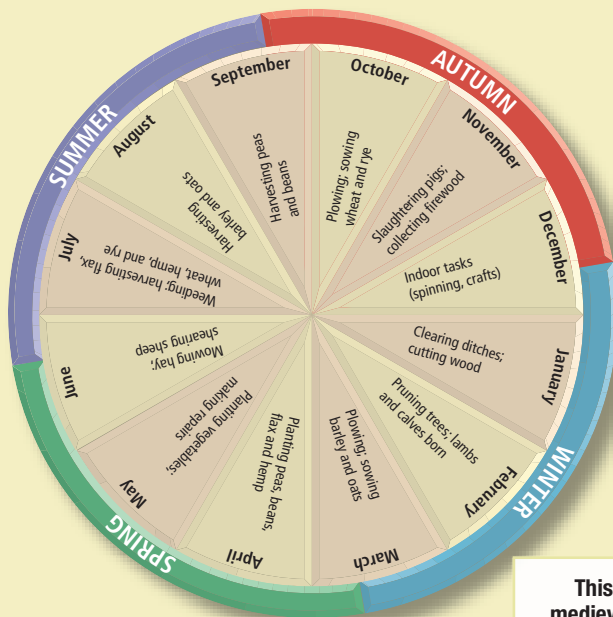 AUTUMN
October
Plowing; sowing
wheat and rye
November
Slaughtering pigs;
collecting firewood
December
Indoor tasks
(spinning, crafts)
WINTER
January
Clearing ditches;
cutting wood
February
Pruning trees; lambs
and calves born
March
Plowing; sowing
barley and oats
SPRING
April
Planting peas, beans,
flax and hemp
May
Planting vegetables;
making repairs
June
Mowing hay;
shearing sheep
SUMMER
July
Weeding; harvesting flax,
wheat, hemp, and rye
August
Harvesting
barley and oats
September
Harvesting peas
and beans
This